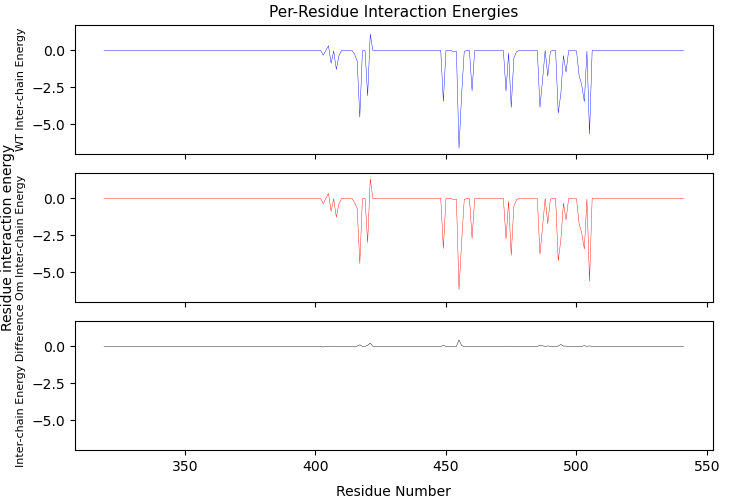 Per-Residue Interaction Energies
Residue interaction energy
WT Inter-chain Energy
0.0
−2.5
−5.0
Om Inter-chain Energy
0.0
−2.5
−5.0
Inter-chain Energy Difference
0.0
−2.5
−5.0
350
400
450
500
550
Residue Number